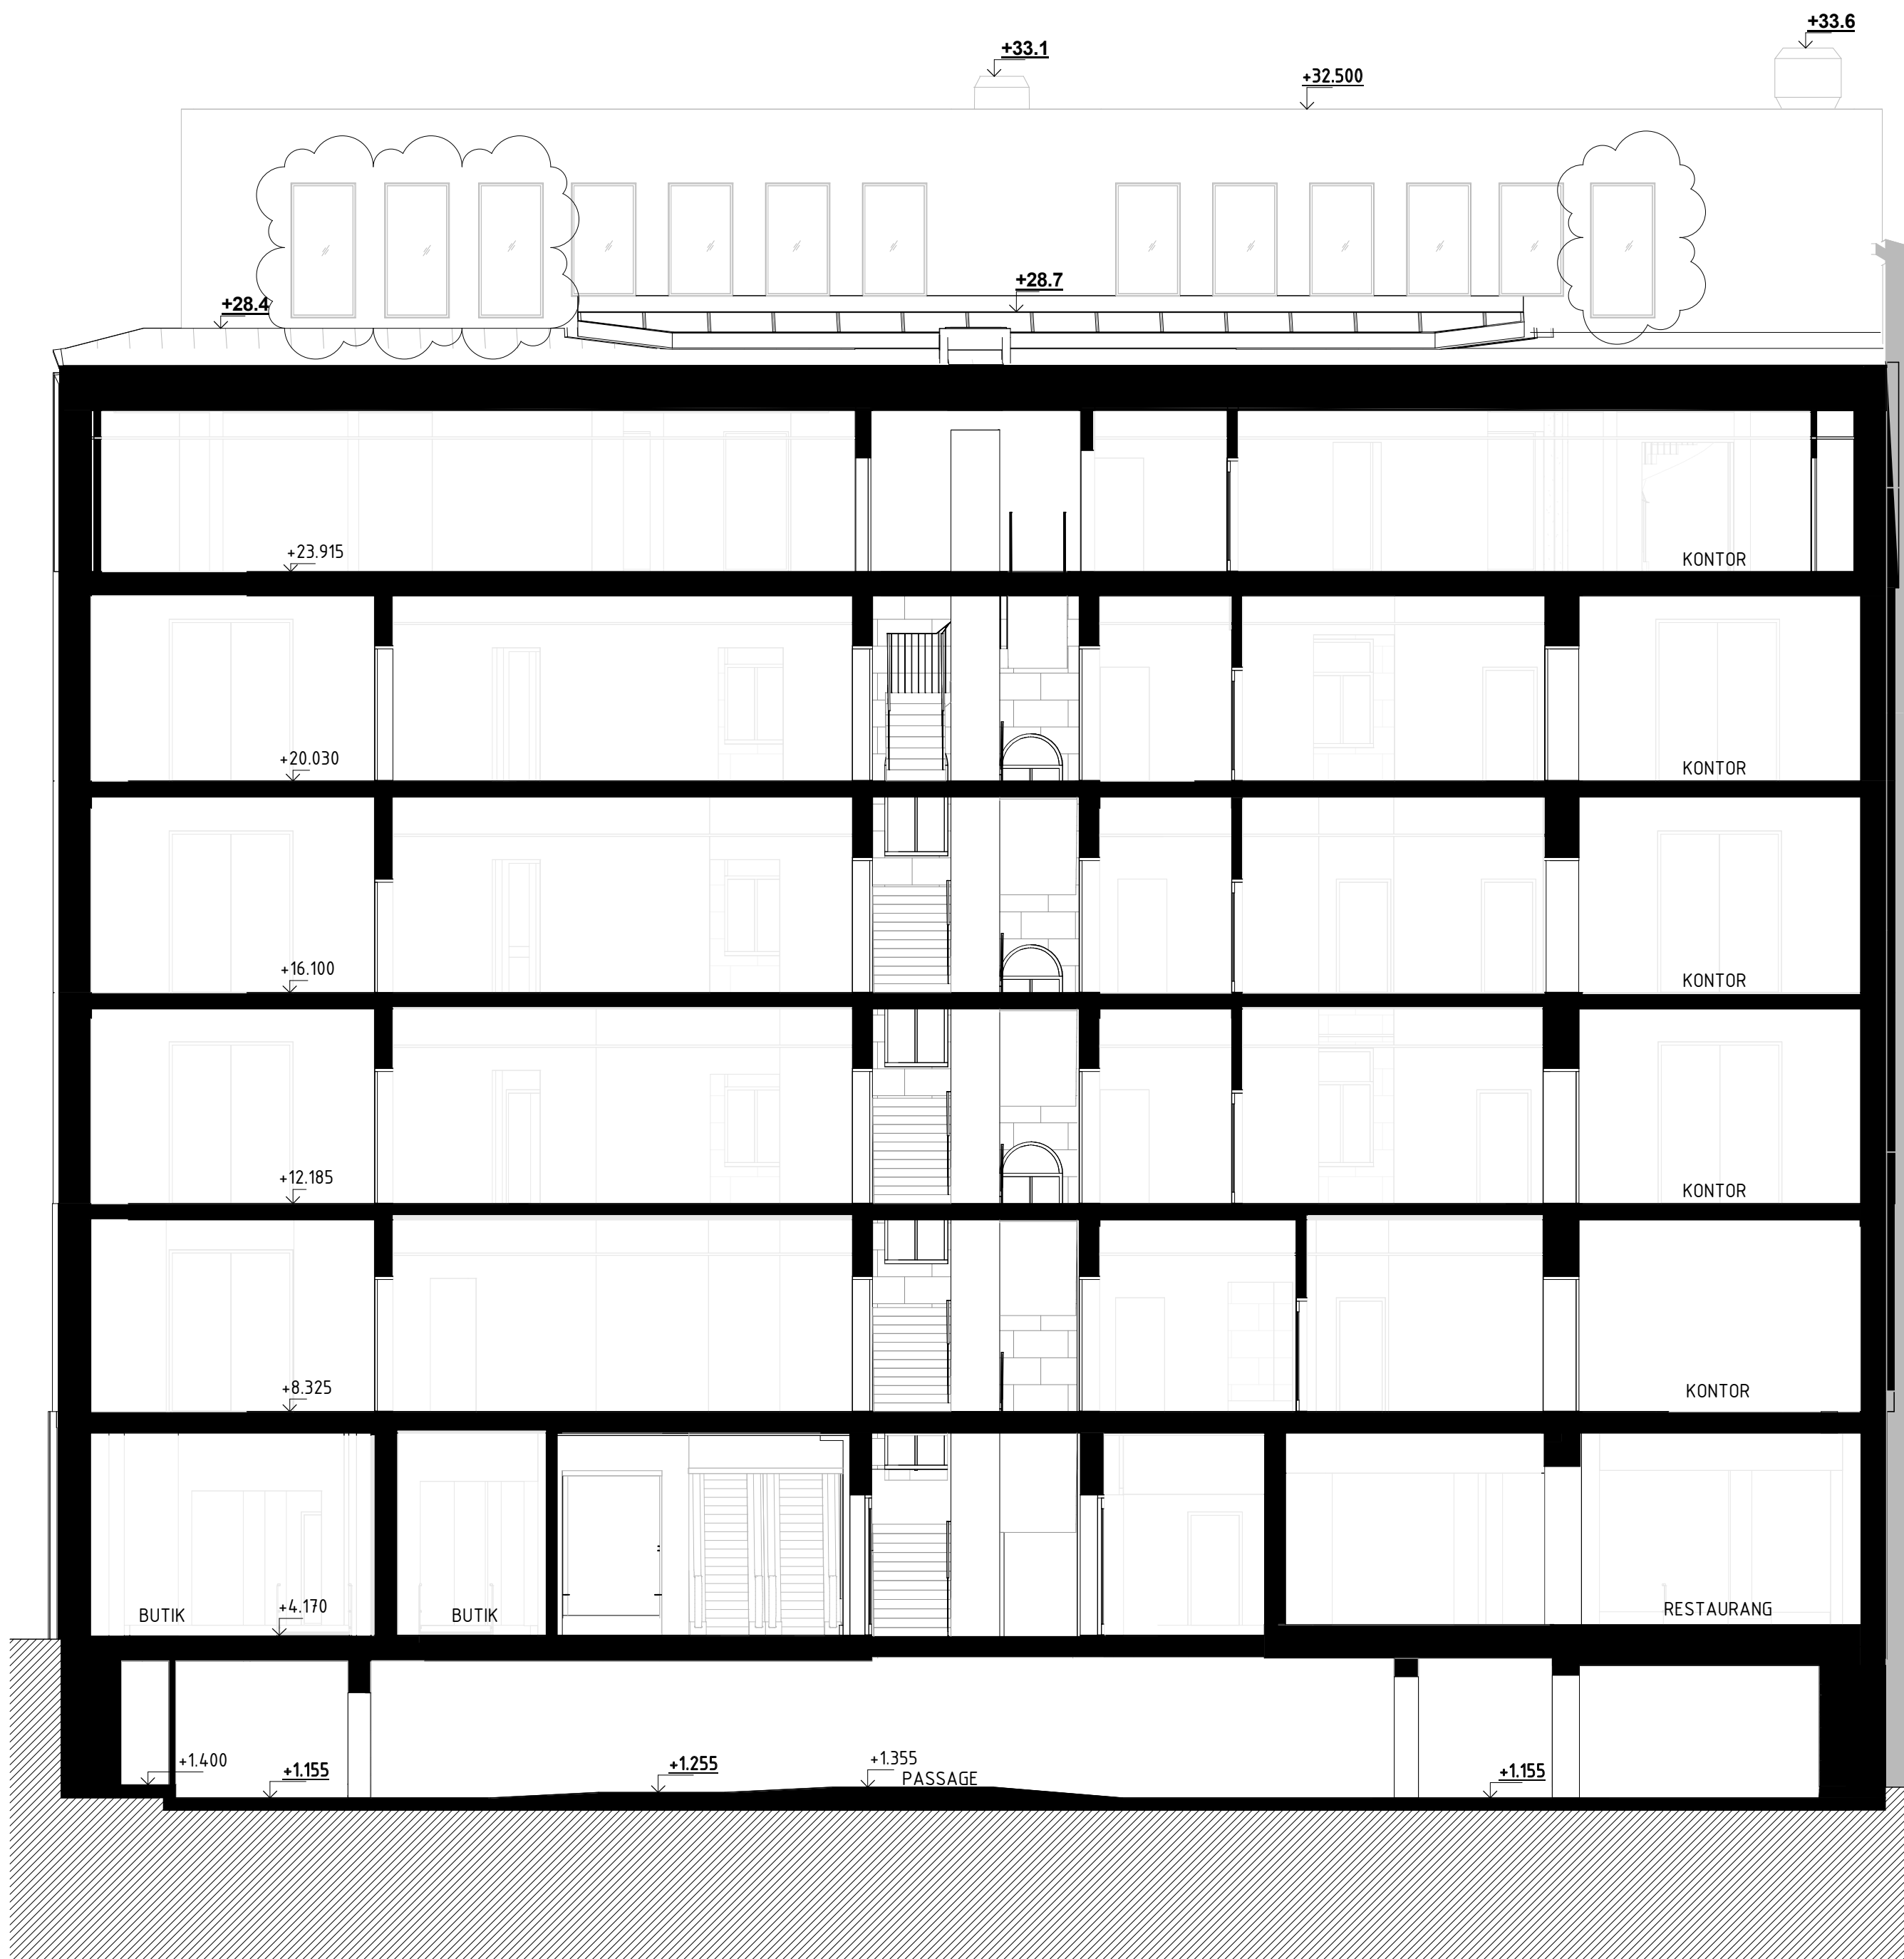 +33.6
+33.1
+32.500
+28.7
+28.4
+23.915
KONTOR
+20.030
KONTOR
+16.100
KONTOR
+12.185
KONTOR
+8.325
KONTOR
BUTIK
+4.170
BUTIK
RESTAURANG
+1.400
+1.155
+1.255
+1.355
PASSAGE
+1.155